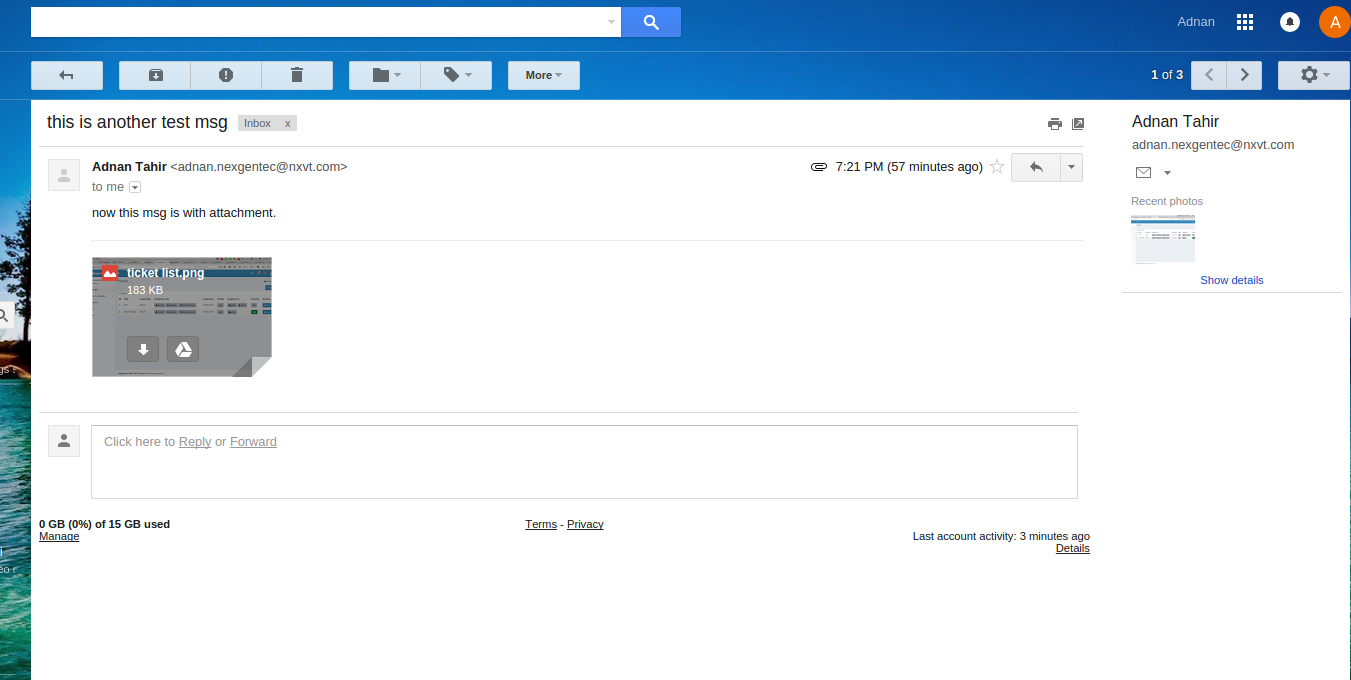 Adnan
A
More
1 of 3
this is another test msg
Inbox x
Adnan Tahir <adnan.nexgentec@nxvt.com>
7:21 PM (57 minutes ago)
to me
now this msg is with attachment.
ticket list.png
183 KB
Click here to Reply or Forward
0 GB (0%) of 15 GB used
Manage
Terms - Privacy
Last account activity: 3 minutes ago
Details
Adnan Tahir
adnan.nexgentec@nxvt.com
Recent photos
Show details